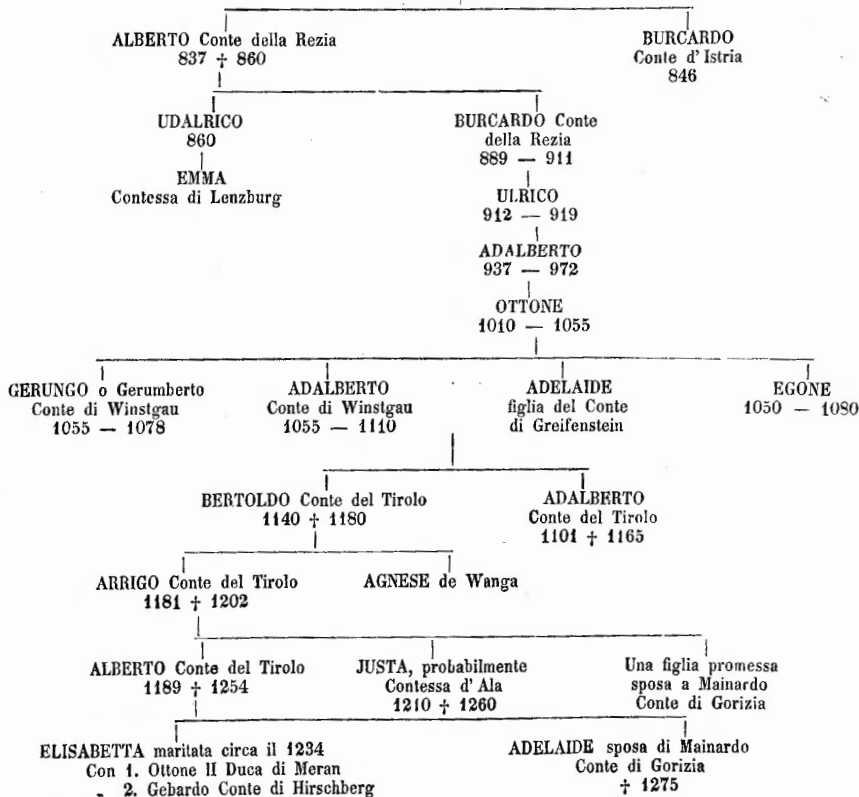 ALBERTO Conte della Rezia
837 † 860
BURCARDO
Conte d' Istria
846
UDALRICO
860
EMMA
Contessa di Lenzburg
BURCARDO Conte
della Rezia
889 — 911
ULRICO
912 — 919
ADALBERTO
937 — 972
OTTONE
1010 — 1055
GERUNGO o Gerumberto
Conte di Winstgau
1055 — 1078
ADALBERTO
Conte di Winstgau
1055 — 1110
ADELAIDE
figlia del Conte
di Greifenstein
EGONE
1050 — 1080
BERTOLDO Conte del Tirolo
1140 † 1180
ADALBERTO
Conte del Tirolo
1101 † 1165
ARRIGO Conte del Tirolo
1181 † 1202
AGNESE de Wanga
ALBERTO Conte del Tirolo
1189 † 1254
JUSTA, probabilmente
Contessa d' Ala
1210 † 1260
Una figlia promessa
sposa a Mainardo
Conte di Gorizia
ELISABETTA maritata circa il 1234
Con 1. Ottone II Duca di Meran
„ 2. Gebardo Conte di Hirschberg
ADELAIDE sposa di Mainardo
Conte di Gorizia
† 1275